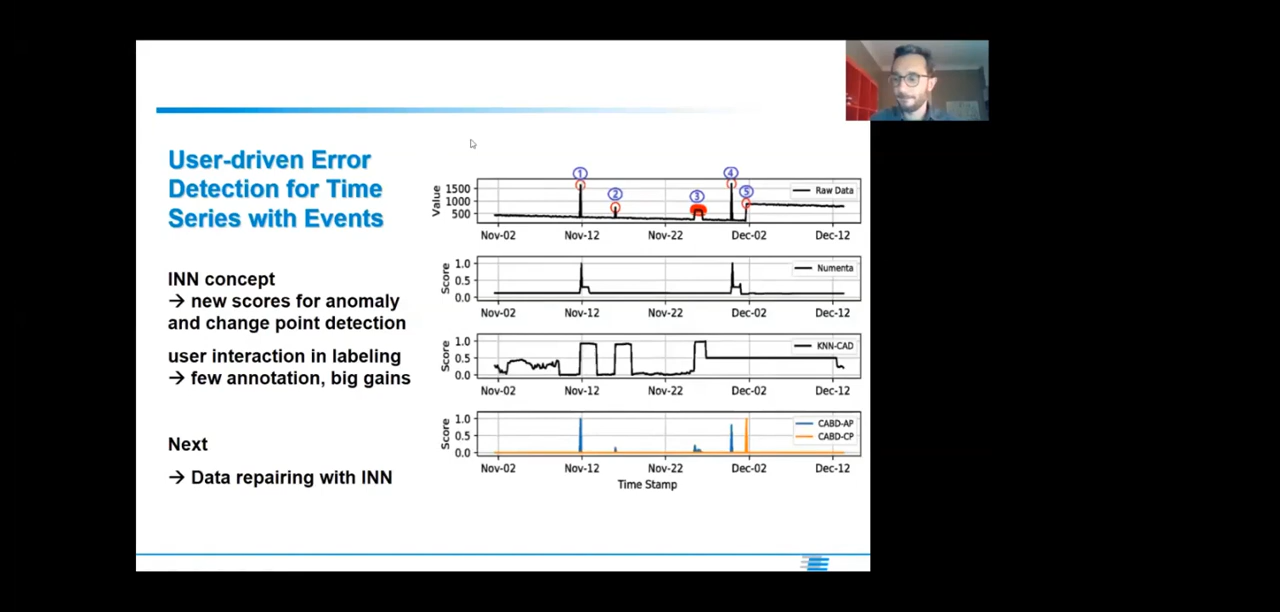 User-driven Error
Detection for Time
Series with Events
INN concept
→ new scores for anomaly
and change point detection
user interaction in labeling
→ few annotation, big gains
Next
→ Data repairing with INN
1
2
3
4
5
Value
1500
1000
500
Raw Data
Nov-02 Nov-12 Nov-22 Dec-02 Dec-12
Score
1.0
0.5
0.0
Numenta
Nov-02 Nov-12 Nov-22 Dec-02 Dec-12
Score
1.0
0.5
0.0
KNN-CAD
Nov-02 Nov-12 Nov-22 Dec-02 Dec-12
Score
1.0
0.5
0.0
CABD-AP
CABD-CP
Nov-02 Nov-12 Nov-22 Dec-02 Dec-12
Time Stamp